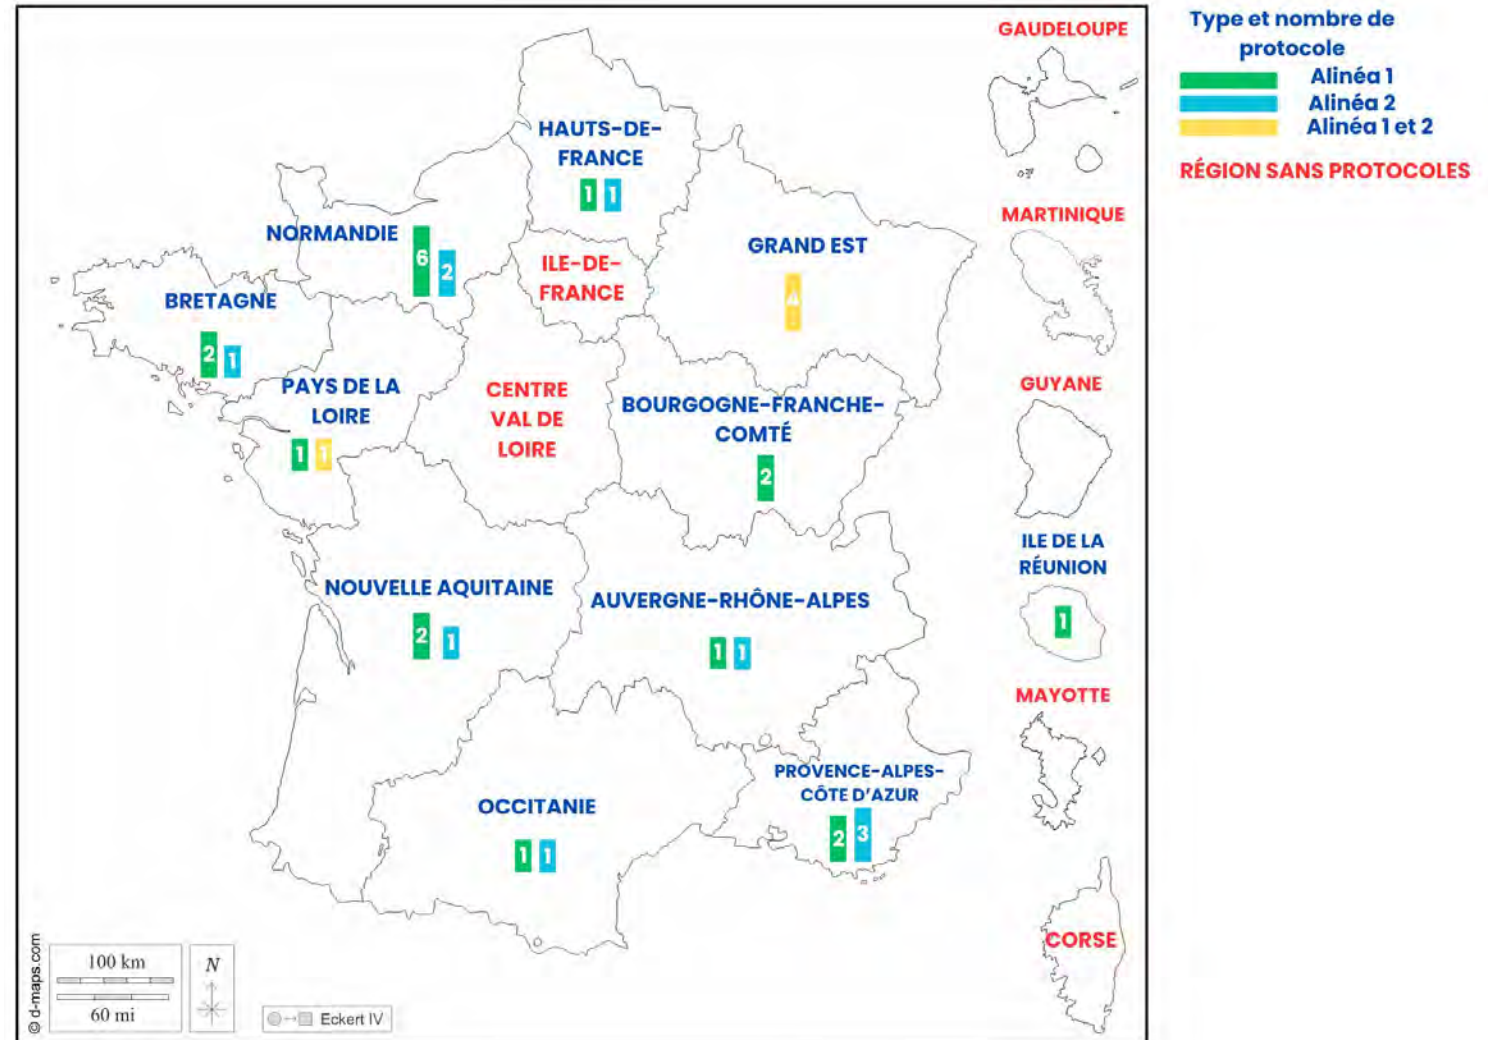 GAUDELOUPE
Type et nombre de
protocole
Alinéa 1
Alinéa 2
Alinéa 1 et 2
RÉGION SANS PROTOCOLES
HAUTS-DE-
FRANCE
1 1
MARTINIQUE
NORMANDIE
6 2
ILE-DE-
FRANCE
GRAND EST
4
BRETAGNE
2 1
PAYS DE LA
LOIRE
1 1
CENTRE
VAL DE
LOIRE
BOURGOGNE-FRANCHE-
COMTÉ
2
GUYANE
ILE DE LA
RÉUNION
1
NOUVELLE AQUITAINE
2 1
AUVERGNE-RHÔNE-ALPES
1 1
MAYOTTE
PROVENCE-ALPES-
CÔTE D'AZUR
2 3
OCCITANIE
1 1
CORSE
© d-maps.com
100 km
60 mi
N
Eckert IV